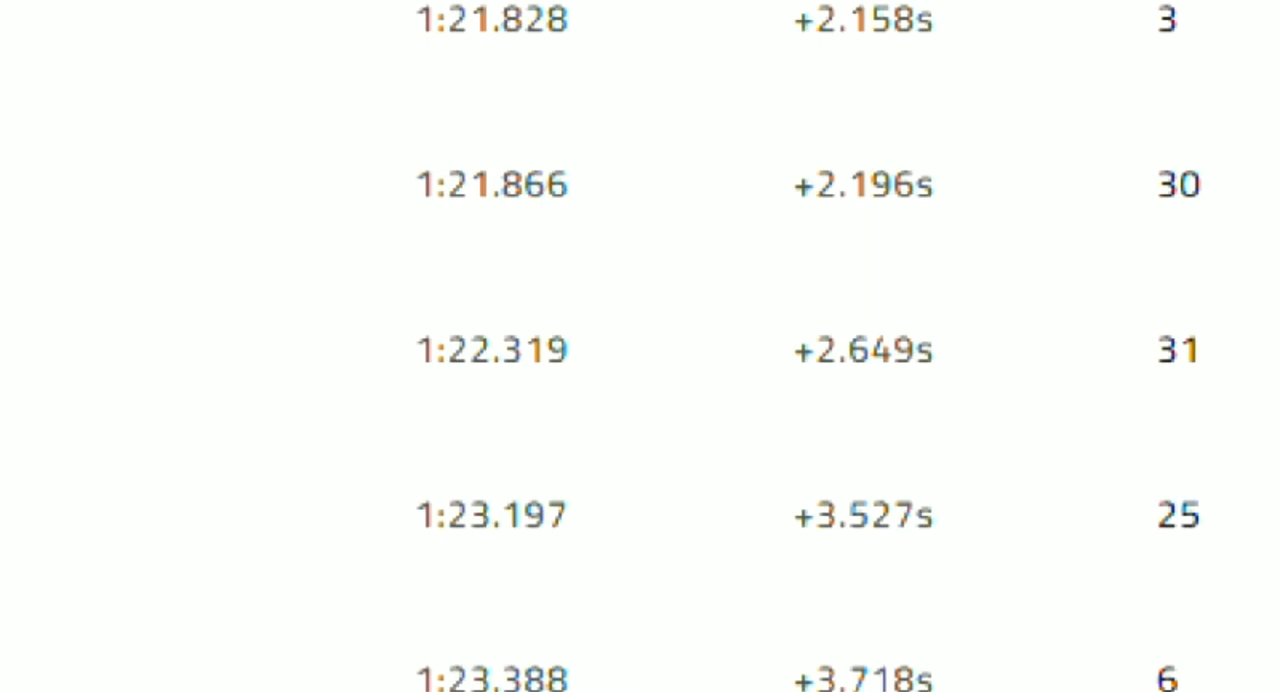 1:21.828 +2.158s 3
1:21.866 +2.196s 30
1:22.319 +2.649s 31
1:23.197 +3.527s 25
1:23.388 +3.718s 6